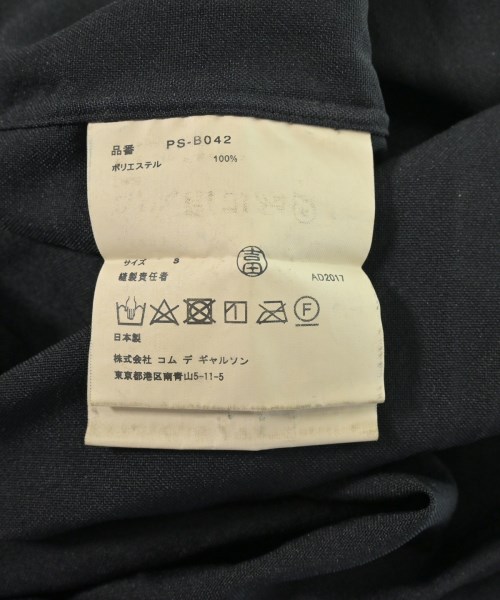 品番 PS-B042
ポリエステル 100%
サイズ S
縫製責任者 吉田 AD2017
F
日本製
株式会社 コム デ ギャルソン
東京都港区南青山5-11-5